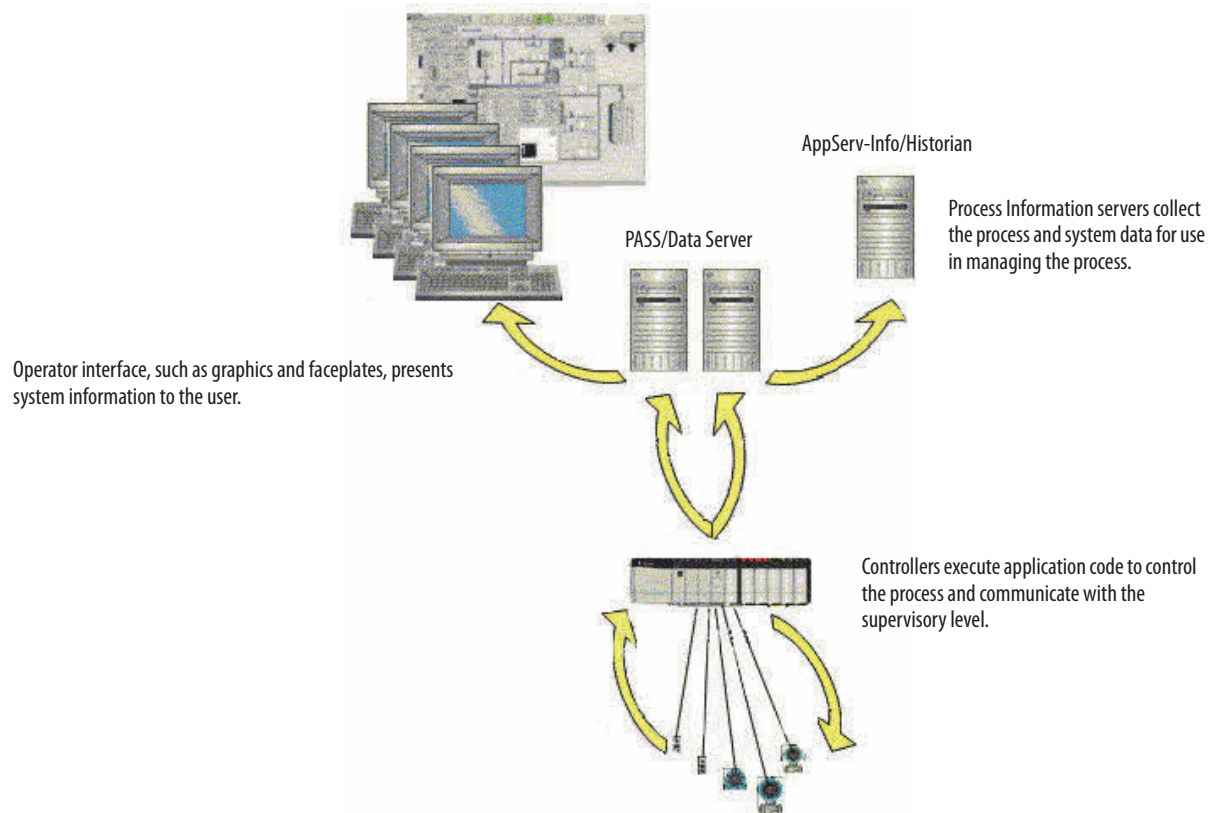 AppServ-Info/Historian
Process Information servers collect
the process and system data for use
in managing the process.
PASS/Data Server
Operator interface, such as graphics and faceplates, presents
system information to the user.
Controllers execute application code to control
the process and communicate with the
supervisory level.